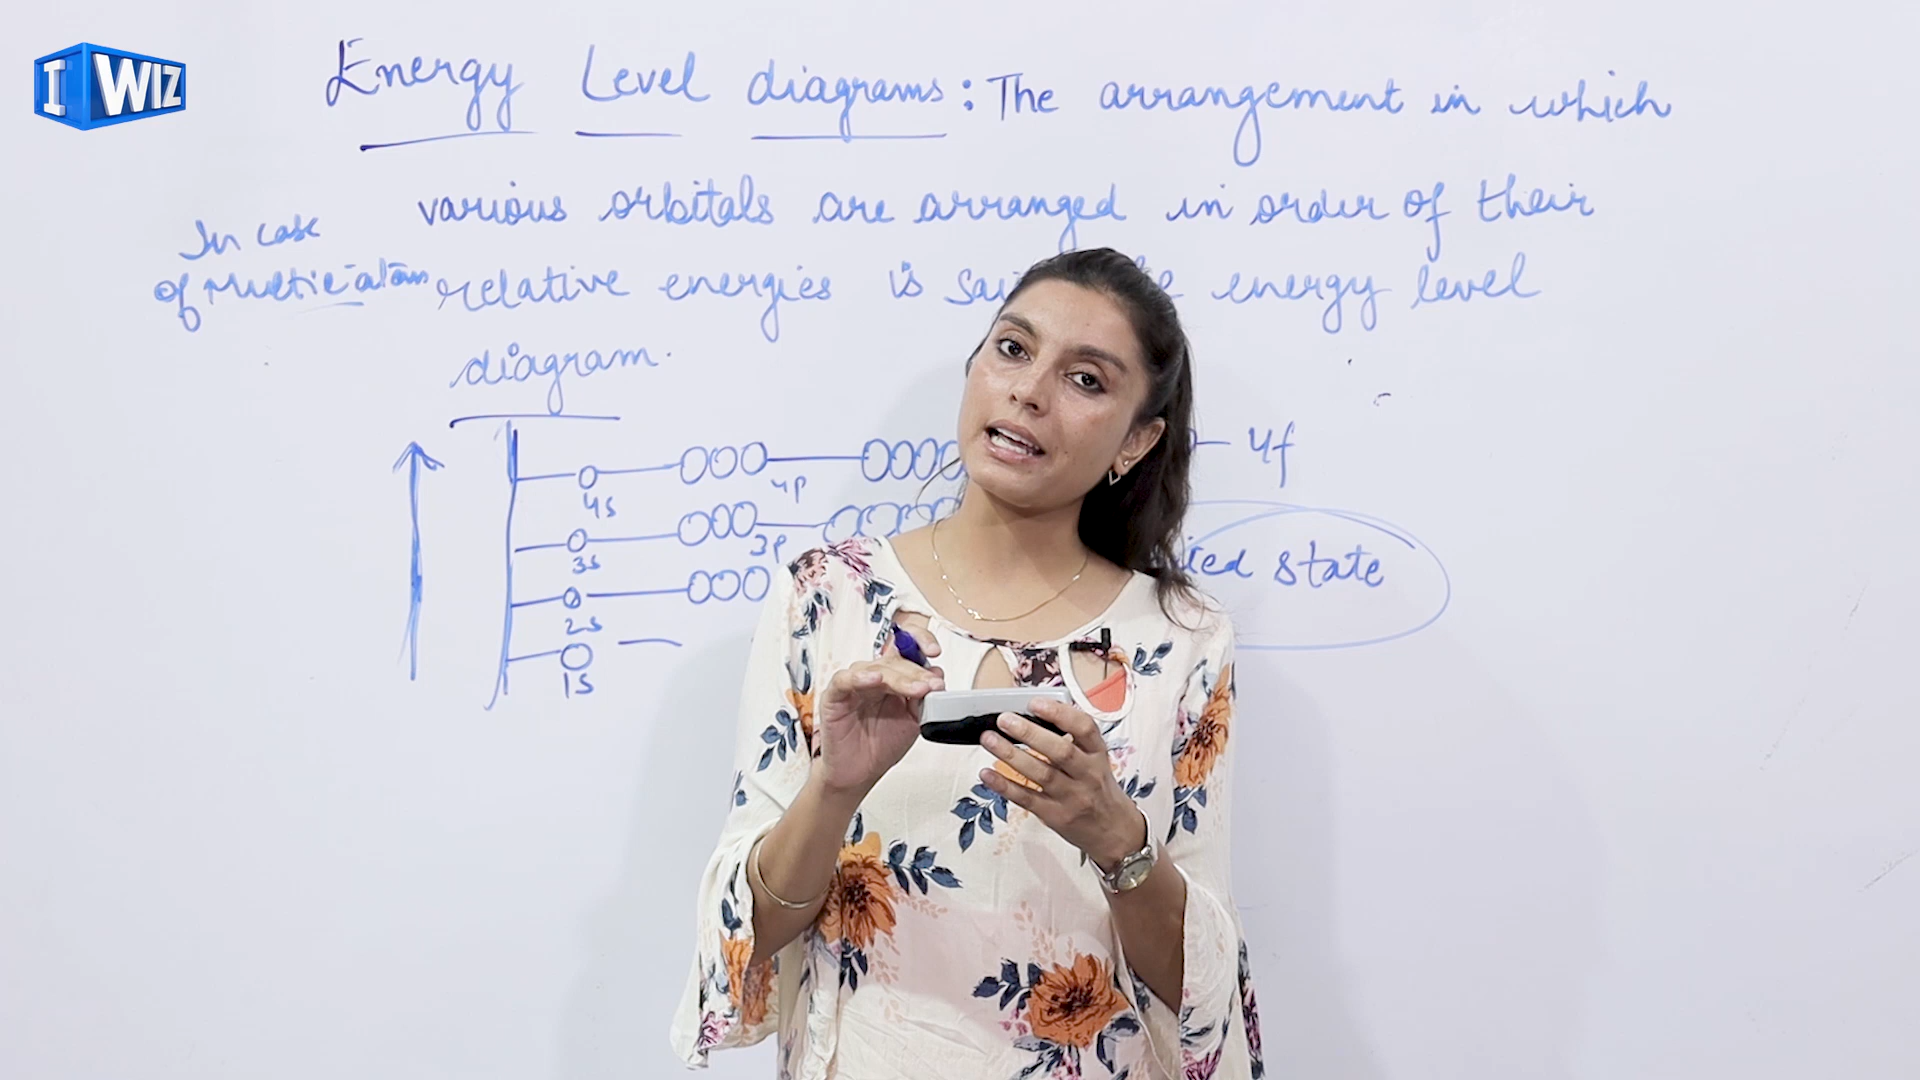 I WIZ
Energy Level diagrams: The arrangement in which
various orbitals are arranged in order of their
In case
of Multi e⁻ atom
relative energies is energy level
diagram.
4s 4p 4f
3s 3p
state
2s
1s